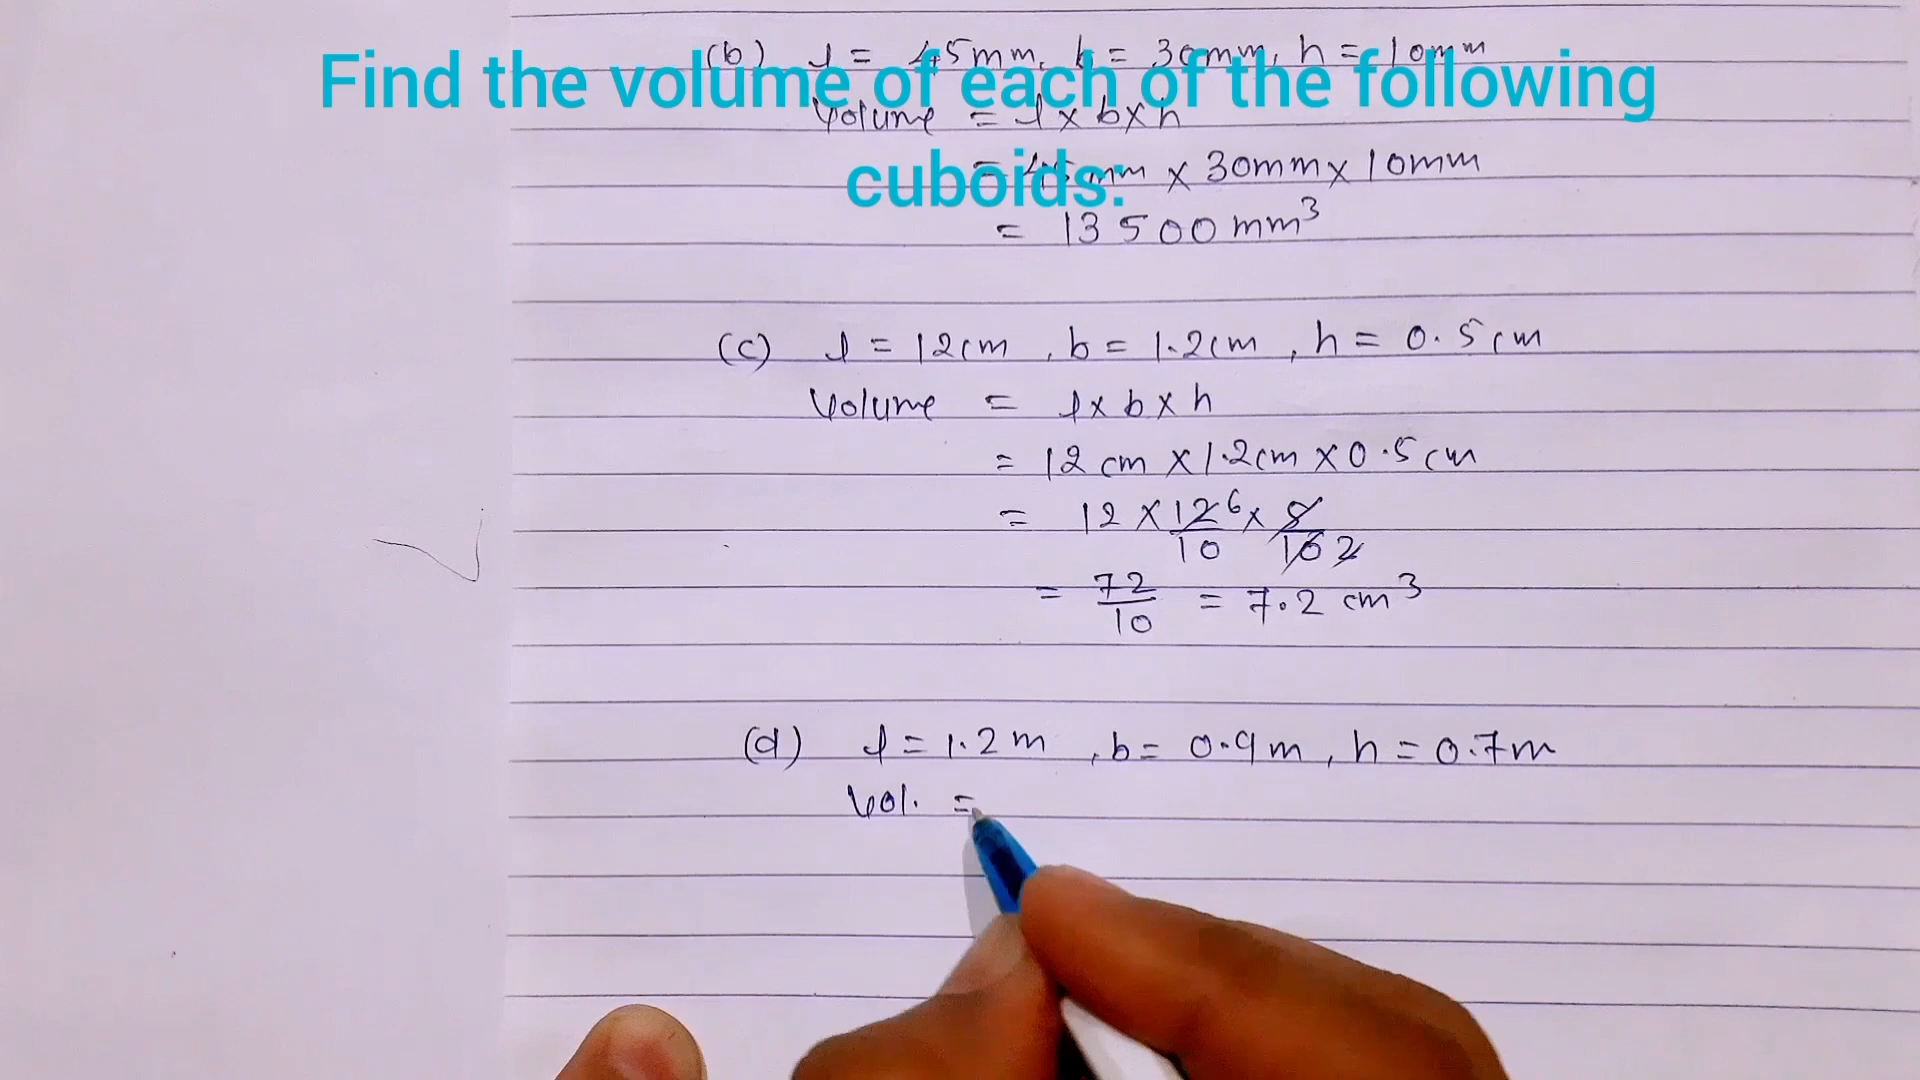 Find the volume of each of the following
cuboids:
(b) l = 45mm, b = 30mm, h = 10mm
Volume = l × b × h
= 45mm × 30mm × 10mm
= 13500 mm³
(c) l = 12cm, b = 1.2cm, h = 0.5cm
Volume = l × b × h
= 12 cm × 1.2cm × 0.5cm
= 12 × 12/10 6 × 5/10 2
= 72/10 = 7.2 cm³
(d) l = 1.2m, b = 0.9m, h = 0.7m
Vol. =